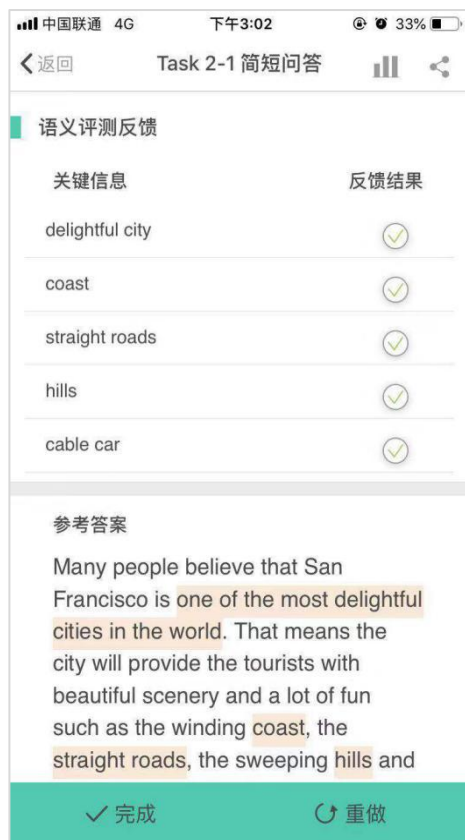 中国联通 4G 下午3:02 33%
返回 Task 2-1 简短问答
语义评测反馈
关键信息 反馈结果
delightful city
coast
straight roads
hills
cable car
参考答案
Many people believe that San
Francisco is one of the most delightful
cities in the world. That means the
city will provide the tourists with
beautiful scenery and a lot of fun
such as the winding coast, the
straight roads, the sweeping hills and
完成 重做